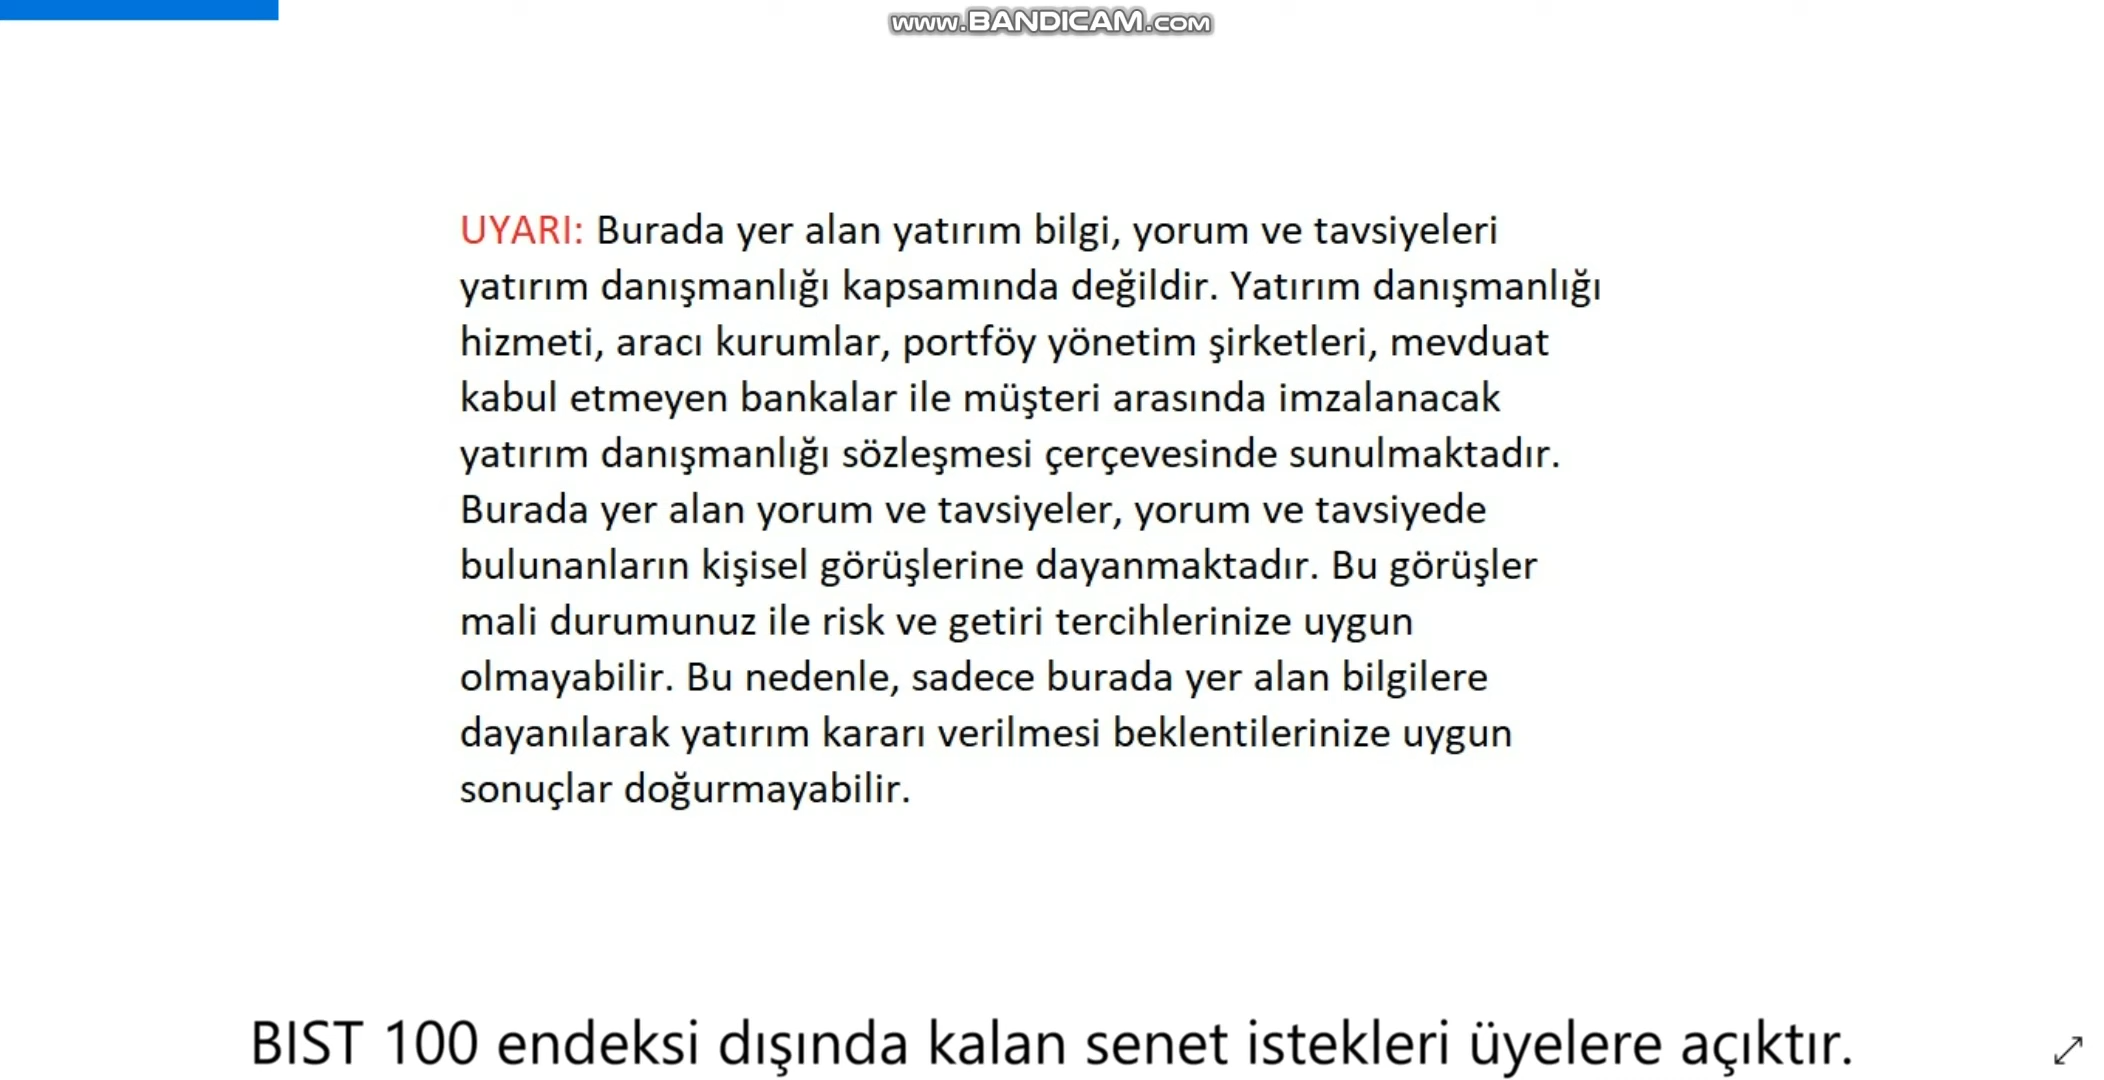 www.BANDICAM.com
UYARI: Burada yer alan yatırım bilgi, yorum ve tavsiyeleri
yatırım danışmanlığı kapsamında değildir. Yatırım danışmanlığı
hizmeti, aracı kurumlar, portföy yönetim şirketleri, mevduat
kabul etmeyen bankalar ile müşteri arasında imzalanacak
yatırım danışmanlığı sözleşmesi çerçevesinde sunulmaktadır.
Burada yer alan yorum ve tavsiyeler, yorum ve tavsiyede
bulunanların kişisel görüşlerine dayanmaktadır. Bu görüşler
mali durumunuz ile risk ve getiri tercihlerinize uygun
olmayabilir. Bu nedenle, sadece burada yer alan bilgilere
dayanılarak yatırım kararı verilmesi beklentilerinize uygun
sonuçlar doğurmayabilir.
BIST 100 endeksi dışında kalan senet istekleri üyelere açıktır.